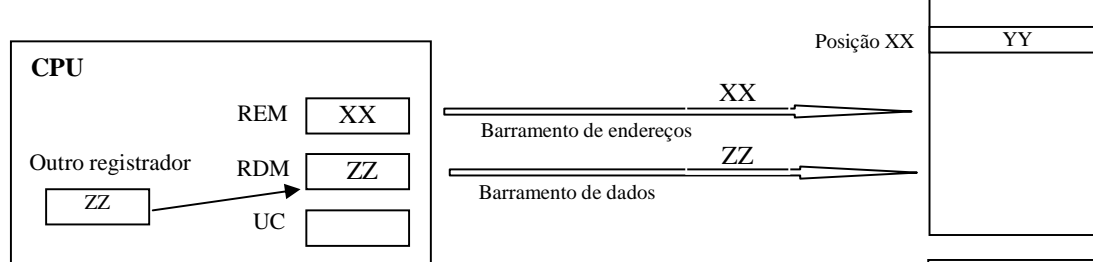 Posição XX
YY
CPU
REM
XX
XX
Barramento de endereços
Outro registrador
RDM
ZZ
ZZ
Barramento de dados
ZZ
UC